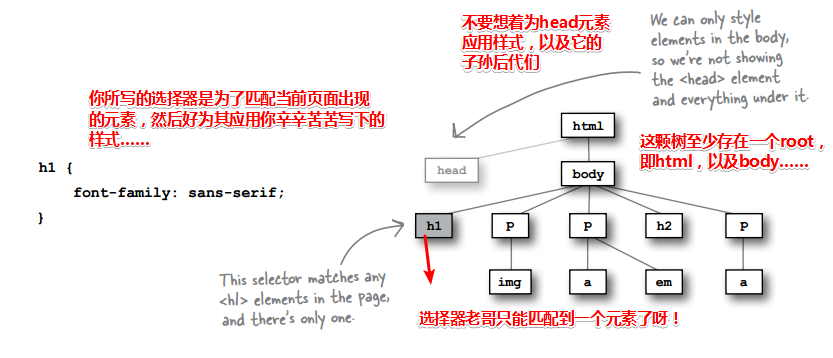 不要想着为head元素
应用样式，以及它的
子孙后代们
We can only style
elements in the body,
so we're not showing
the <head> element
and everything under it.
你所写的选择器是为了匹配当前页面出现
的元素，然后好为其应用你辛辛苦苦写下的
样式……
h1 {
font-family: sans-serif;
}
html
这颗树至少存在一个root，
即html，以及body……
head
body
h1
p
p
h2
p
img
a
em
a
This selector matches any
<h1> elements in the page,
and there's only one.
选择器老哥只能匹配到一个元素了呀！